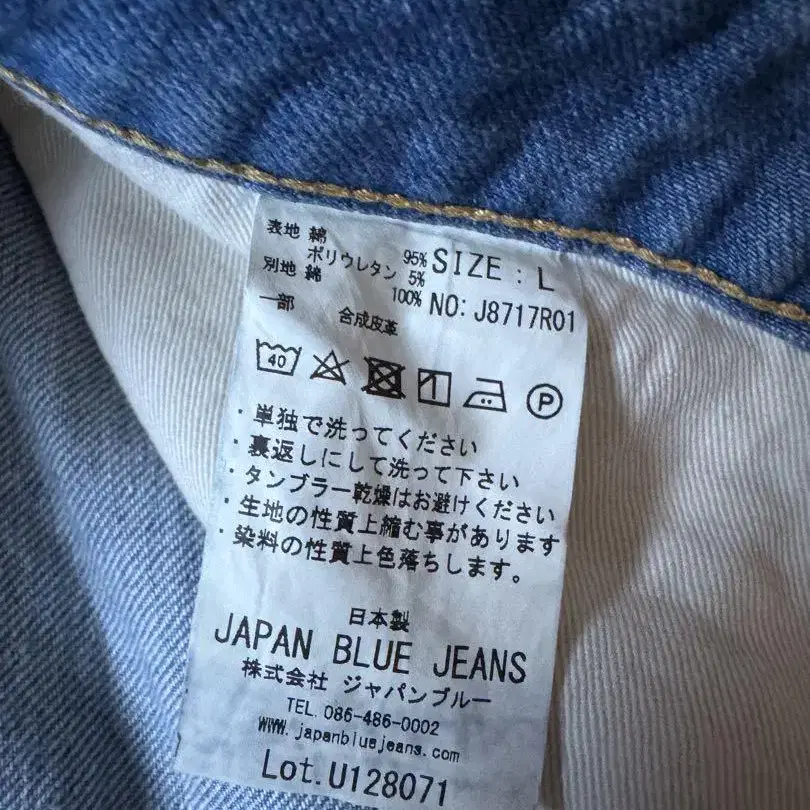 表地 綿 95% SIZE : L
ポリウレタン 5%
別地 綿 100% NO: J8717R01
一部 合成皮革
40 P
・単独で洗ってください
・裏返しにして洗って下さい
・タンブラー乾燥はお避けください
・生地の性質上縮む事があります
・染料の性質上色落ちします。
日本製
JAPAN BLUE JEANS
株式会社 ジャパンブルー
TEL. 086-486-0002
www.japanbluejeans.com
Lot.U128071